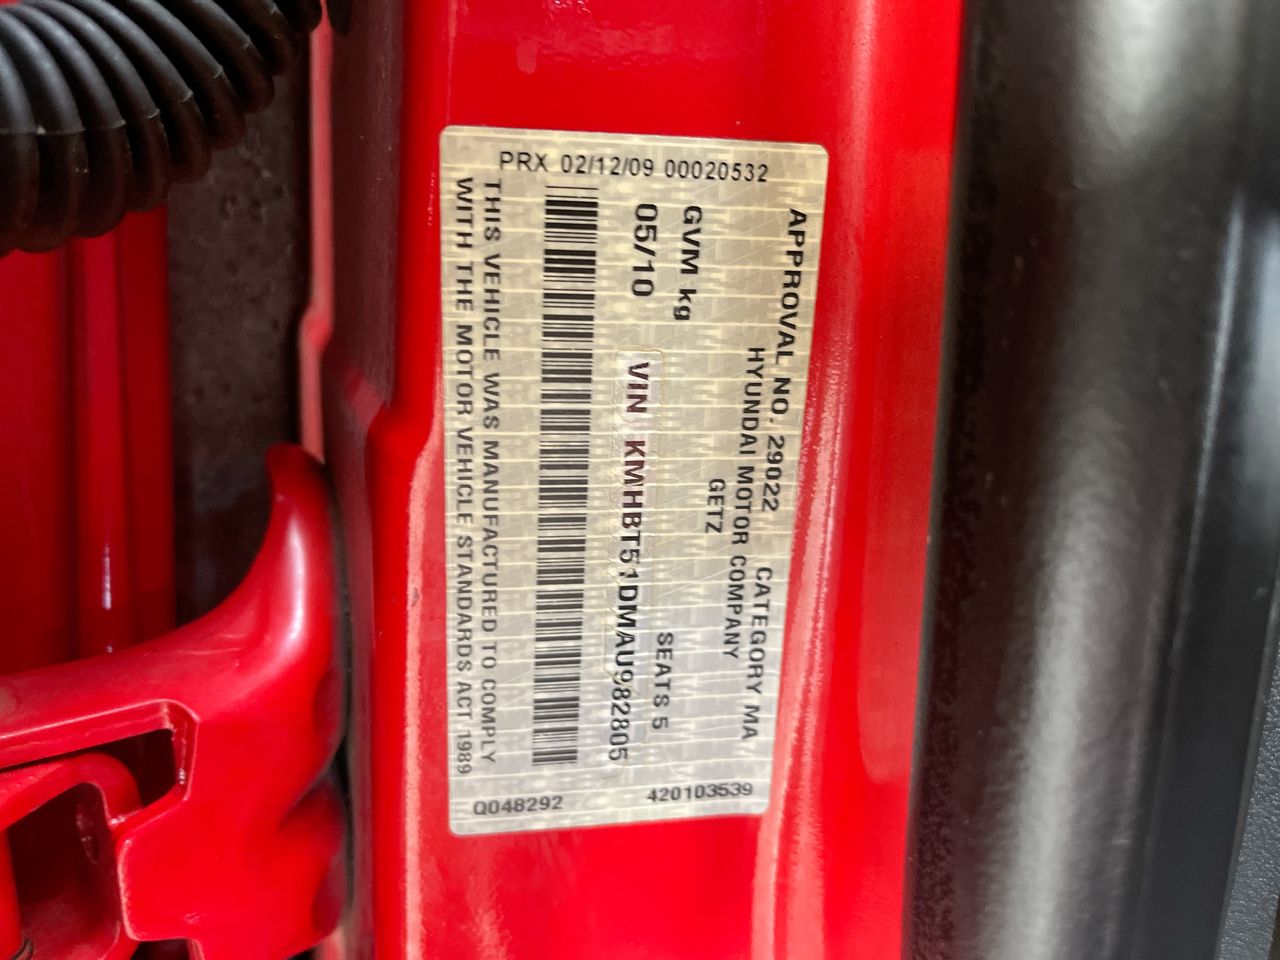 PRX 02/12/09 00020532
APPROVAL NO. 29022 CATEGORY MA
HYUNDAI MOTOR COMPANY
GETZ
GVM kg SEATS 5
05/10 VIN KMHBT51DMAU982805
THIS VEHICLE WAS MANUFACTURED TO COMPLY
WITH THE MOTOR VEHICLE STANDARDS ACT 1989
Q048292 420103539